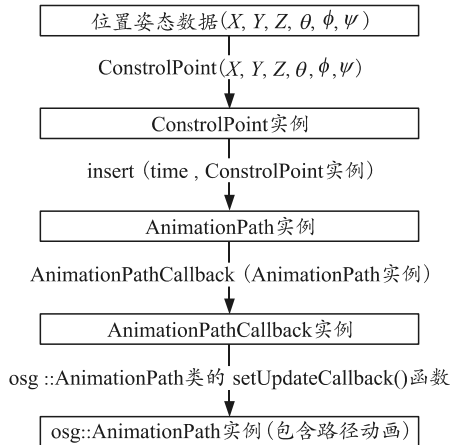 位置姿态数据(X, Y, Z, θ, ϕ, ψ)
ConstrolPoint(X, Y, Z, θ, ϕ, ψ)
ConstrolPoint实例
insert (time , ConstrolPoint实例)
AnimationPath实例
AnimationPathCallback (AnimationPath实例)
AnimationPathCallback实例
osg ::AnimationPath类的 setUpdateCallback()函数
osg::AnimationPath实例(包含路径动画)